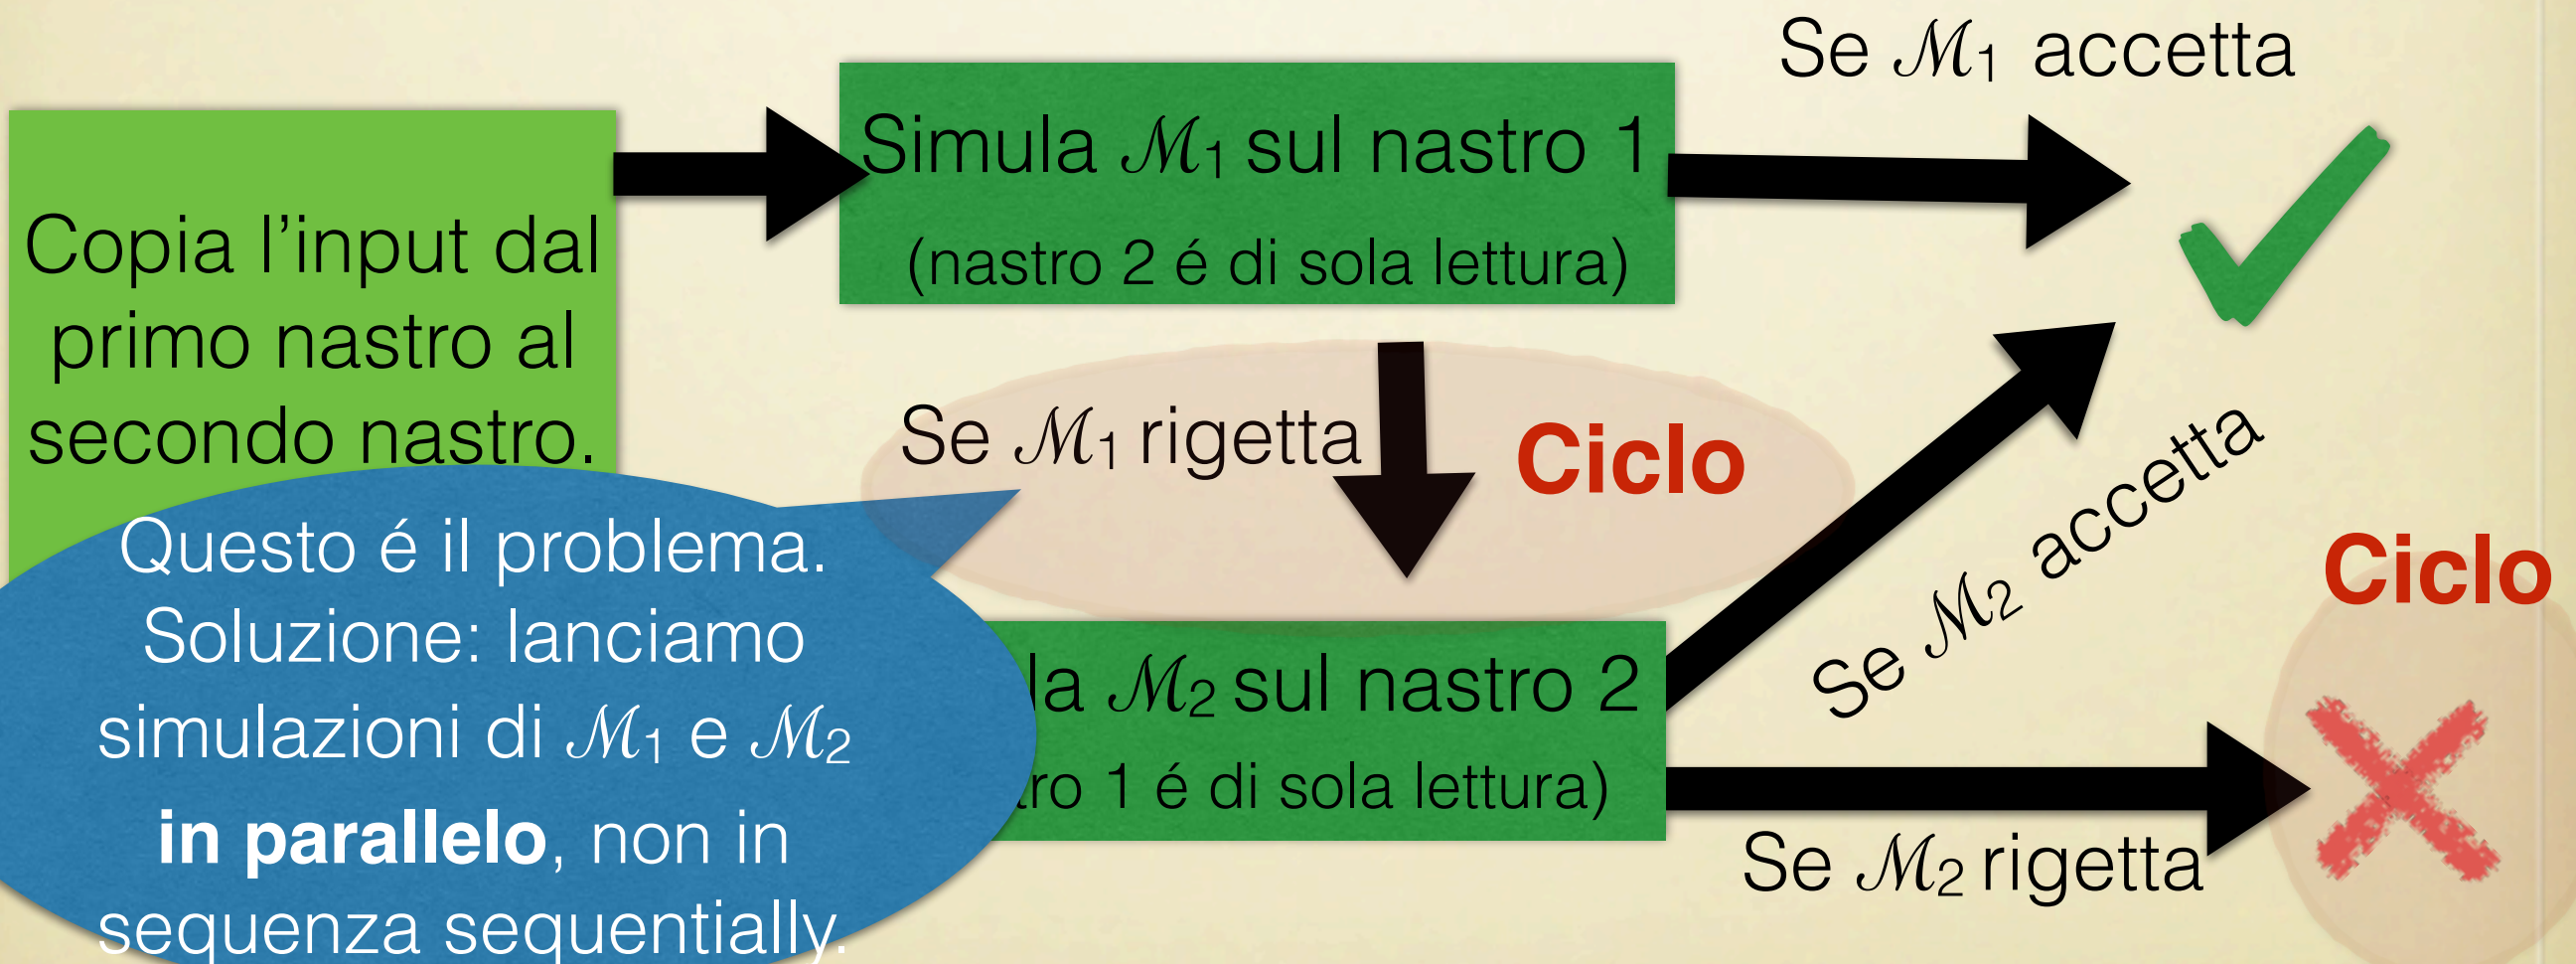 Se M1 accetta
Copia l'input dal
primo nastro al
secondo nastro.
Simula M1 sul nastro 1
(nastro 2 é di sola lettura)
Se M1 rigetta
Ciclo
Se M2 accetta
Ciclo
Questo é il problema.
Soluzione: lanciamo
simulazioni di M1 e M2
in parallelo, non in
sequenza sequentially.
la M2 sul nastro 2
ro 1 é di sola lettura)
Se M2 rigetta